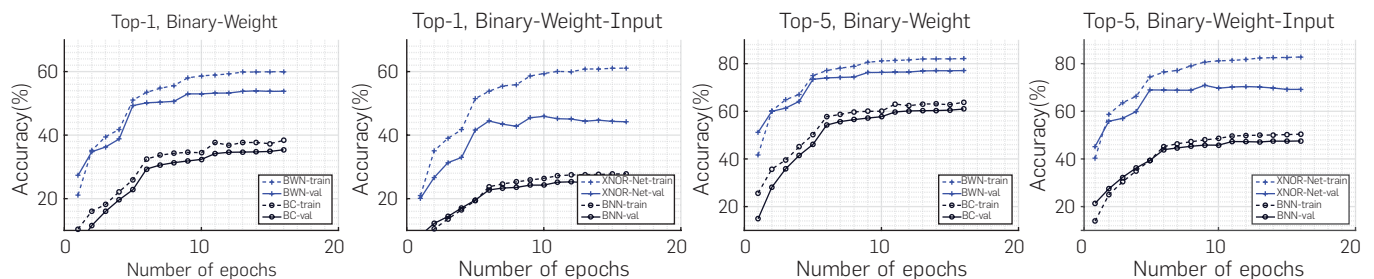 Top-1, Binary-Weight
Accuracy(%)
60
40
20
0
10
20
Number of epochs
BWN-train
BWN-val
BC-train
BC-val
Top-1, Binary-Weight-Input
Accuracy(%)
60
40
20
0
10
20
Number of epochs
XNOR-Net-train
XNOR-Net-val
BNN-train
BNN-val
Top-5, Binary-Weight
Accuracy(%)
80
60
40
20
0
10
20
Number of epochs
BWN-train
BWN-val
BC-train
BC-val
Top-5, Binary-Weight-Input
Accuracy(%)
80
60
40
20
0
10
20
Number of epochs
XNOR-Net-train
XNOR-Net-val
BNN-train
BNN-val